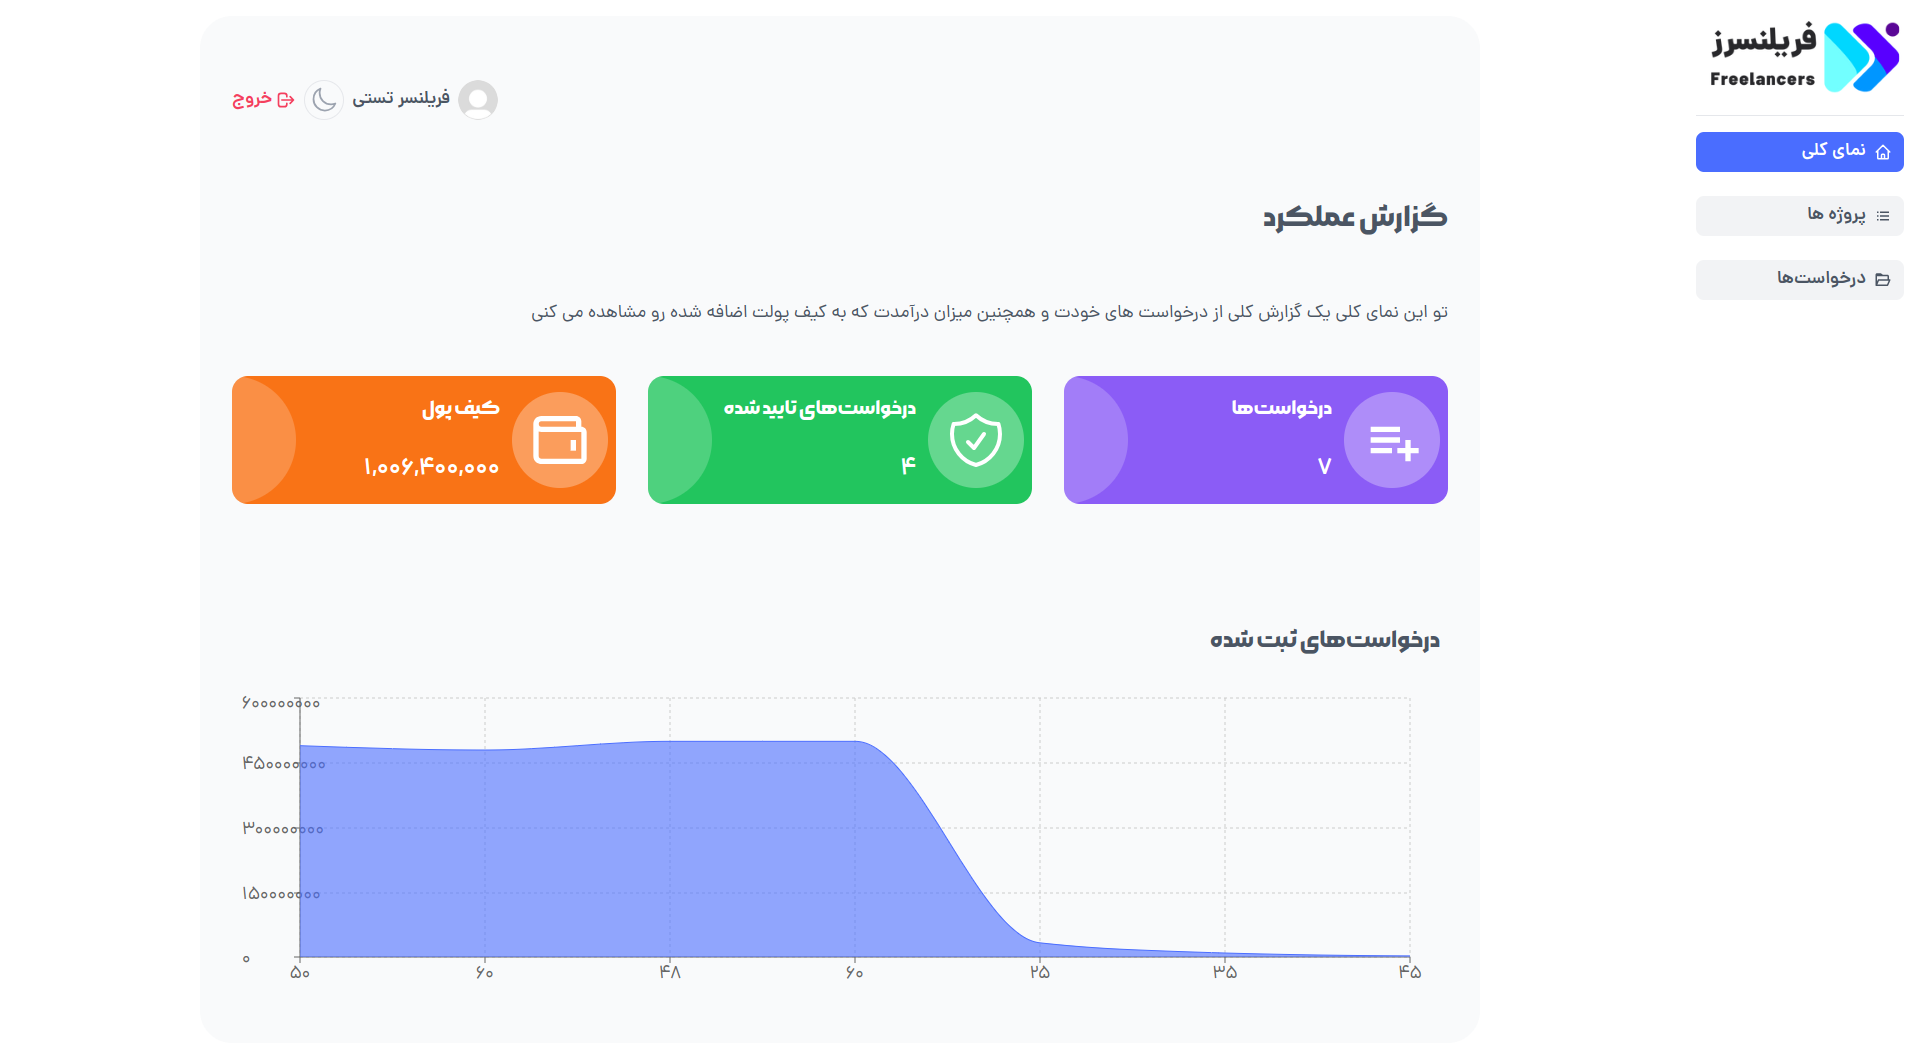 فریلنسرز
Freelancers
نمای کلی
پروژه ها
درخواست‌ها
فریلنسر تستی
خروج
گزارش عملکرد
تو این نمای کلی یک گزارش کلی از درخواست های خودت و همچنین میزان درآمدت که به کیف پولت اضافه شده رو مشاهده می کنی
درخواست‌ها
۷
درخواست‌های تایید شده
۴
کیف پول
۱,۰۰۶,۴۰۰,۰۰۰
درخواست‌های ثبت شده
۶۰۰۰۰۰۰۰۰
۴۵۰۰۰۰۰۰۰
۳۰۰۰۰۰۰۰۰
۱۵۰۰۰۰۰۰۰
۰
۵۰ ۶۰ ۴۸ ۶۰ ۲۵ ۳۵ ۴۵